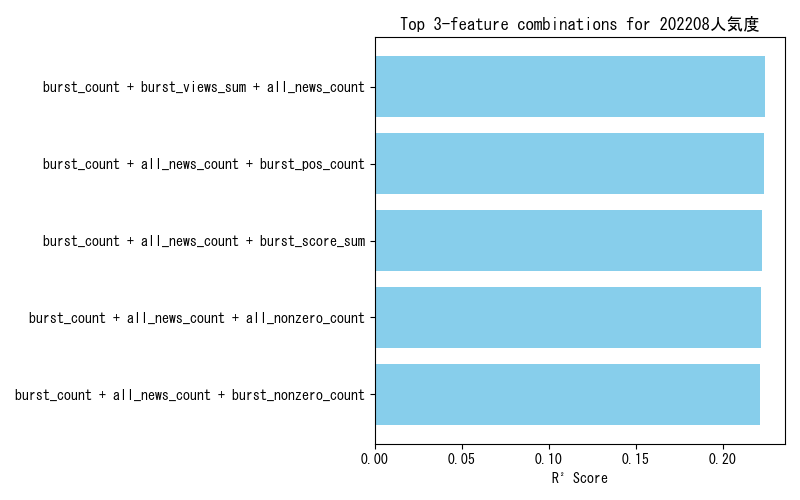 Top 3-feature combinations for 202208人気度
burst_count + burst_views_sum + all_news_count
burst_count + all_news_count + burst_pos_count
burst_count + all_news_count + burst_score_sum
burst_count + all_news_count + all_nonzero_count
burst_count + all_news_count + burst_nonzero_count
0.00 0.05 0.10 0.15 0.20
R² Score